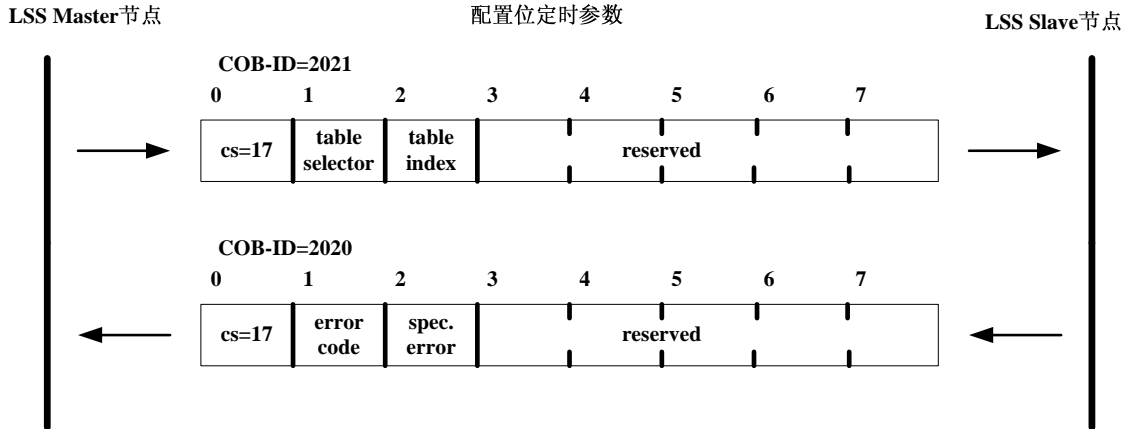 LSS Master节点
配置位定时参数
LSS Slave节点
COB-ID=2021
0 1 2 3 4 5 6 7
cs=17
table
selector
table
index
reserved
COB-ID=2020
0 1 2 3 4 5 6 7
cs=17
error
code
spec.
error
reserved